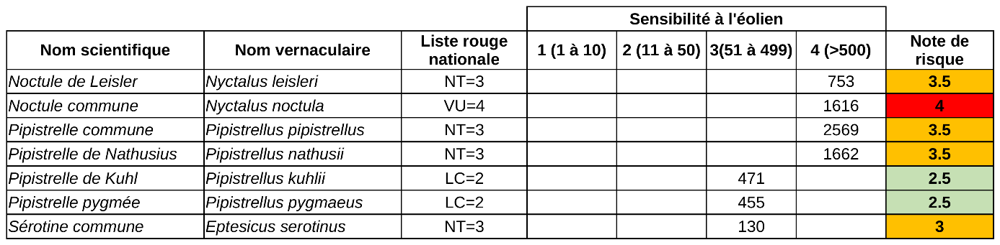 Sensibilité à l'éolien
Nom scientifique Nom vernaculaire Liste rouge nationale 1 (1 à 10) 2 (11 à 50) 3(51 à 499) 4 (>500) Note de risque
Noctule de Leisler Nyctalus leisleri NT=3 753 3.5
Noctule commune Nyctalus noctula VU=4 1616 4
Pipistrelle commune Pipistrellus pipistrellus NT=3 2569 3.5
Pipistrelle de Nathusius Pipistrellus nathusii NT=3 1662 3.5
Pipistrelle de Kuhl Pipistrellus kuhlii LC=2 471 2.5
Pipistrelle pygmée Pipistrellus pygmaeus LC=2 455 2.5
Sérotine commune Eptesicus serotinus NT=3 130 3